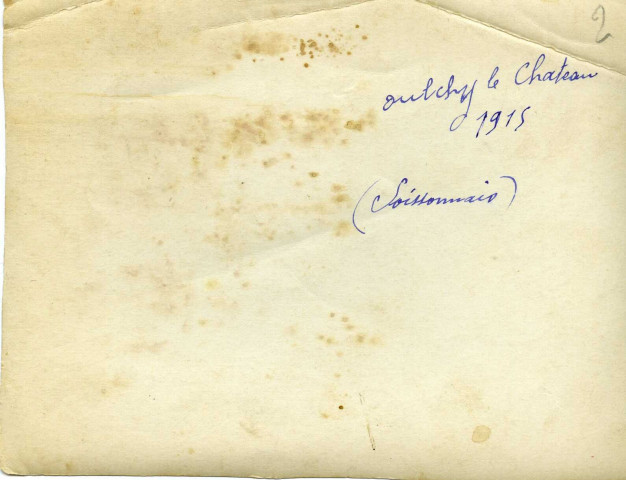 2
oulchy le Chateau
1915
(Soissonnais)